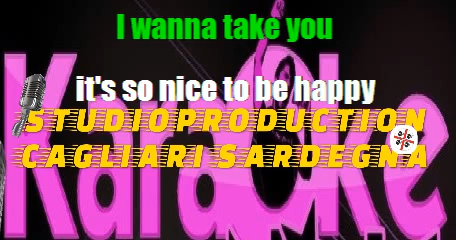 I wanna take you
it's so nice to be happy
Karaoke
STUDIOPRODUCTION
CAGLIARI SARDEGNA